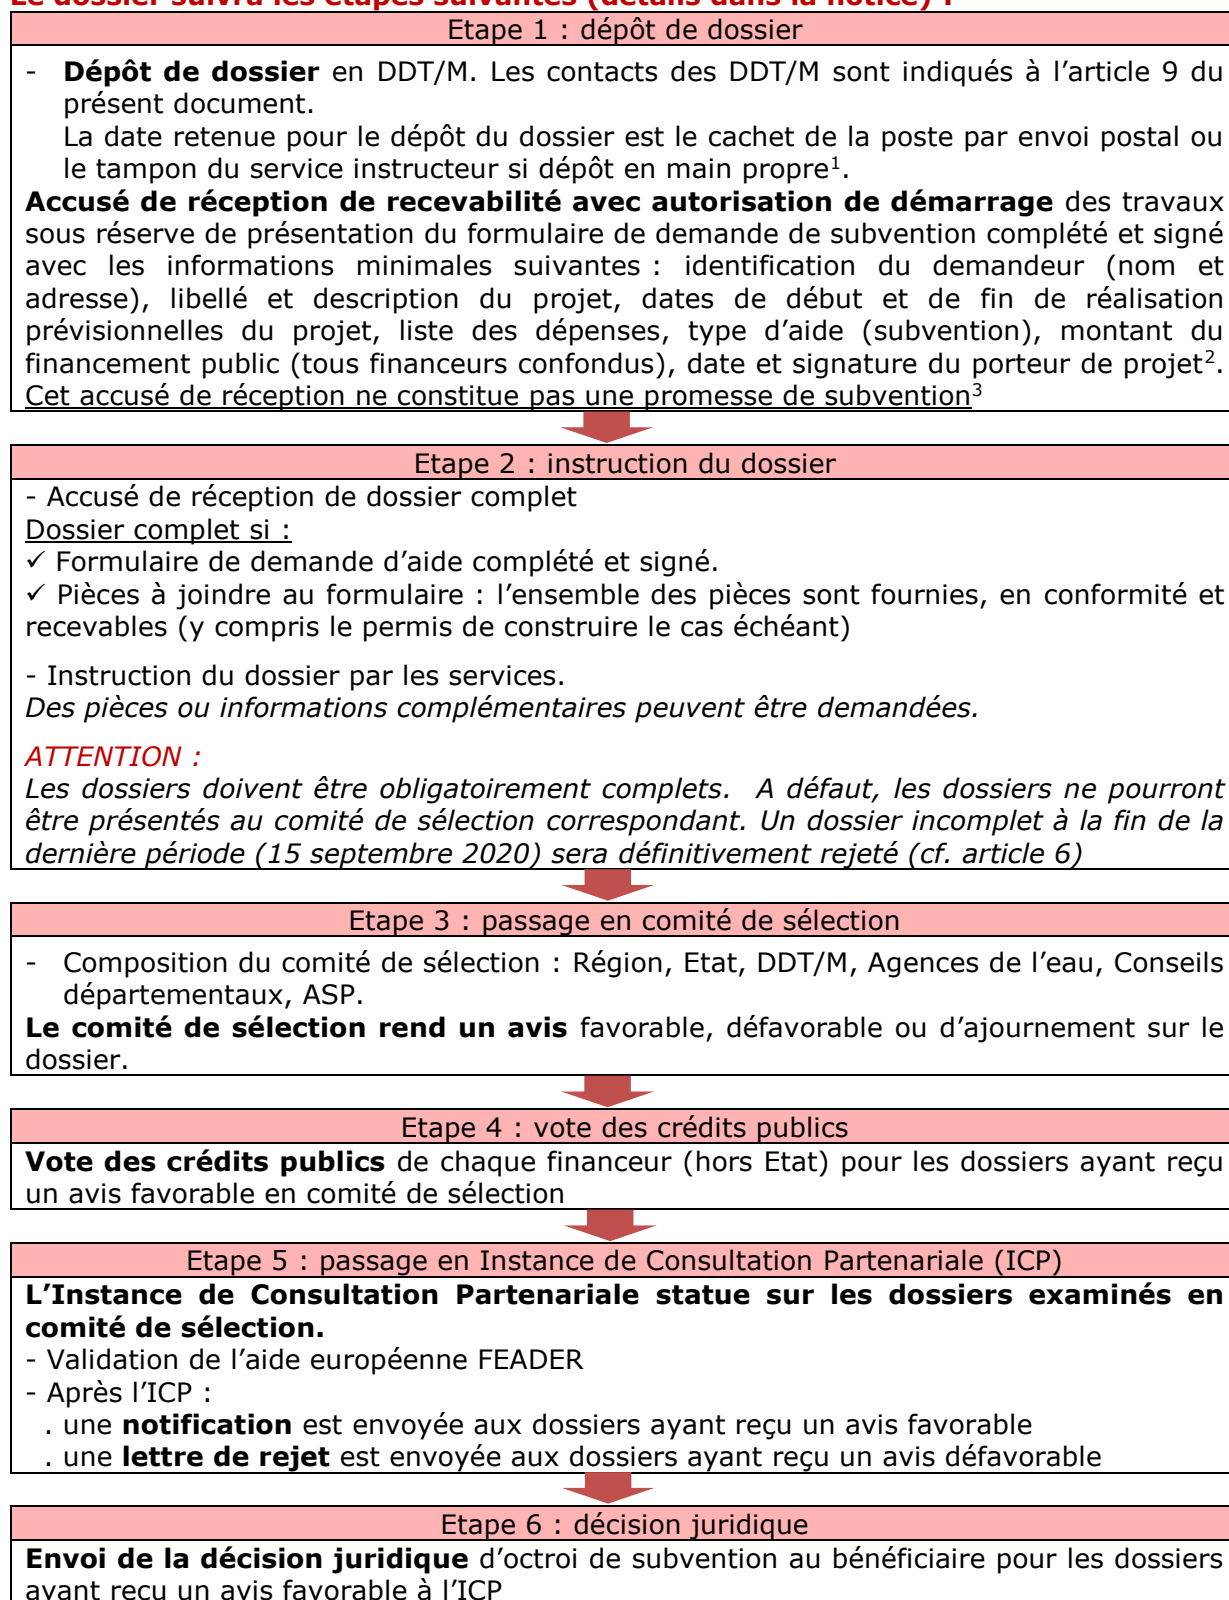 Le dossier suivra les étapes suivantes (détails dans la notice) :
Etape 1 : dépôt de dossier
- Dépôt de dossier en DDT/M. Les contacts des DDT/M sont indiqués à l’article 9 du
présent document.
La date retenue pour le dépôt du dossier est le cachet de la poste par envoi postal ou
le tampon du service instructeur si dépôt en main propre¹.
Accusé de réception de recevabilité avec autorisation de démarrage des travaux
sous réserve de présentation du formulaire de demande de subvention complété et signé
avec les informations minimales suivantes : identification du demandeur (nom et
adresse), libellé et description du projet, dates de début et de fin de réalisation
prévisionnelles du projet, liste des dépenses, type d’aide (subvention), montant du
financement public (tous financeurs confondus), date et signature du porteur de projet².
Cet accusé de réception ne constitue pas une promesse de subvention³
Etape 2 : instruction du dossier
- Accusé de réception de dossier complet
Dossier complet si :
✓ Formulaire de demande d’aide complété et signé.
✓ Pièces à joindre au formulaire : l’ensemble des pièces sont fournies, en conformité et
recevables (y compris le permis de construire le cas échéant)
- Instruction du dossier par les services.
Des pièces ou informations complémentaires peuvent être demandées.
ATTENTION :
Les dossiers doivent être obligatoirement complets. A défaut, les dossiers ne pourront
être présentés au comité de sélection correspondant. Un dossier incomplet à la fin de la
dernière période (15 septembre 2020) sera définitivement rejeté (cf. article 6)
Etape 3 : passage en comité de sélection
- Composition du comité de sélection : Région, Etat, DDT/M, Agences de l’eau, Conseils
départementaux, ASP.
Le comité de sélection rend un avis favorable, défavorable ou d’ajournement sur le
dossier.
Etape 4 : vote des crédits publics
Vote des crédits publics de chaque financeur (hors Etat) pour les dossiers ayant reçu
un avis favorable en comité de sélection
Etape 5 : passage en Instance de Consultation Partenariale (ICP)
L’Instance de Consultation Partenariale statue sur les dossiers examinés en
comité de sélection.
- Validation de l’aide européenne FEADER
- Après l’ICP :
. une notification est envoyée aux dossiers ayant reçu un avis favorable
. une lettre de rejet est envoyée aux dossiers ayant reçu un avis défavorable
Etape 6 : décision juridique
Envoi de la décision juridique d’octroi de subvention au bénéficiaire pour les dossiers
ayant reçu un avis favorable à l’ICP